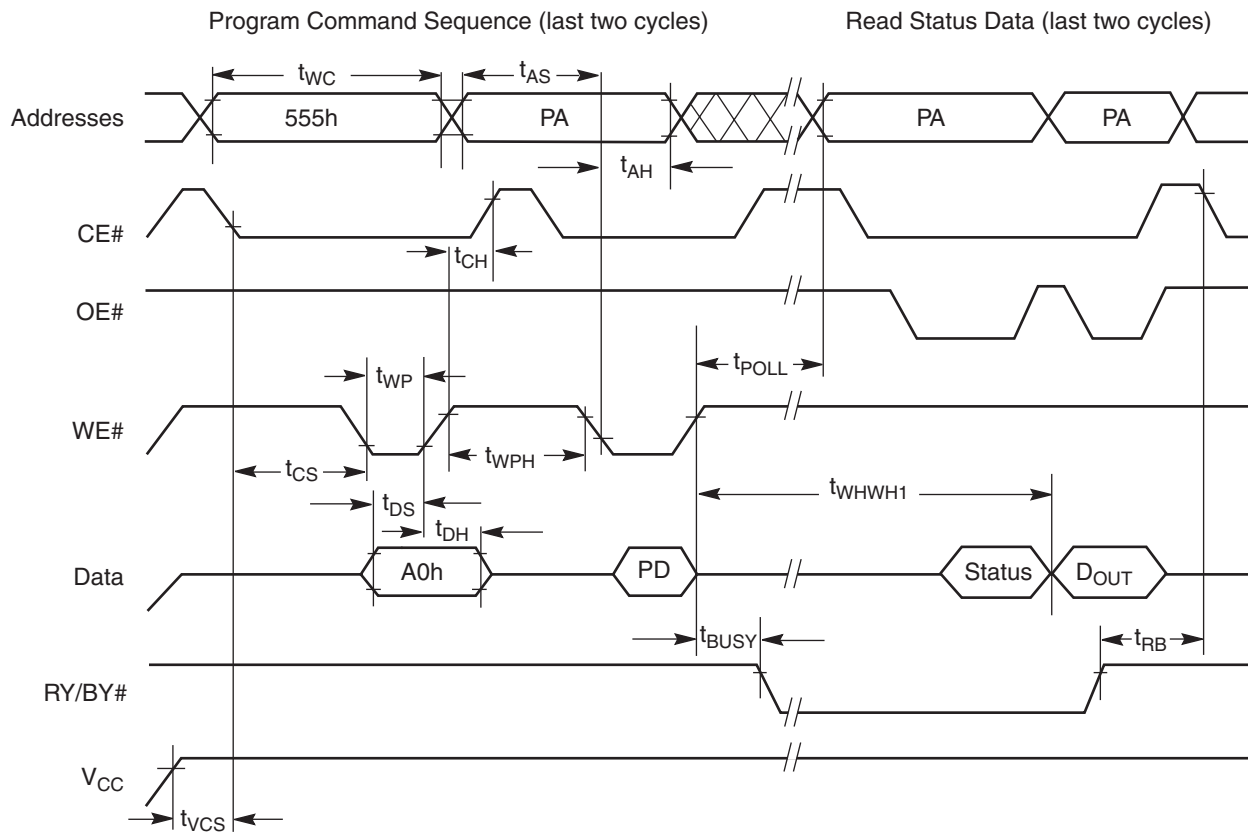 Program Command Sequence (last two cycles)
Read Status Data (last two cycles)
tWC
tAS
Addresses
555h
PA
PA
PA
tAH
CE#
tCH
OE#
tWP
tPOLL
WE#
tCS
tWPH
tWHWH1
tDS
tDH
Data
A0h
PD
Status
DOUT
tBUSY
tRB
RY/BY#
VCC
tVCS